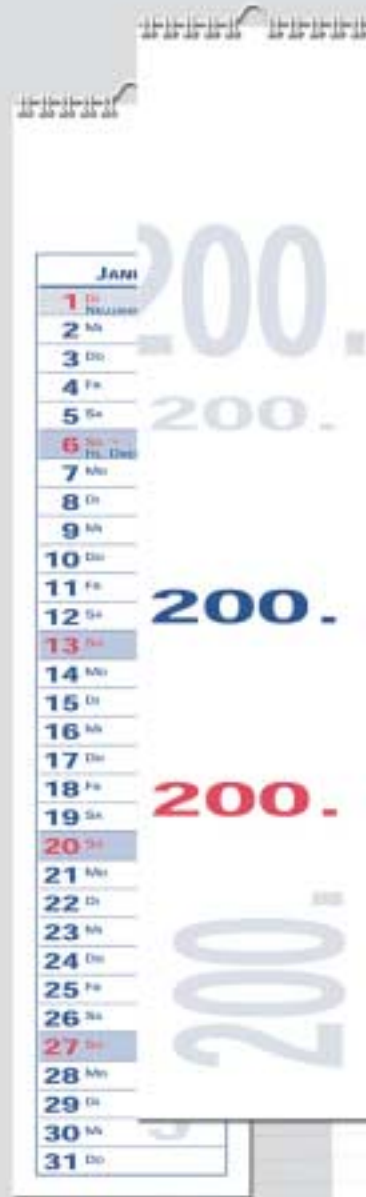 200.
200.
200.
200.
200.
JAN
1 DI
2 MI
3 DO
4 FR
5 SA
6 SO
7 MO
8 DI
9 MI
10 DO
11 FR
12 SA
13 SO
14 MO
15 DI
16 MI
17 DO
18 FR
19 SA
20 SO
21 MO
22 DI
23 MI
24 DO
25 FR
26 SA
27 SO
28 MO
29 DI
30 MI
31 DO